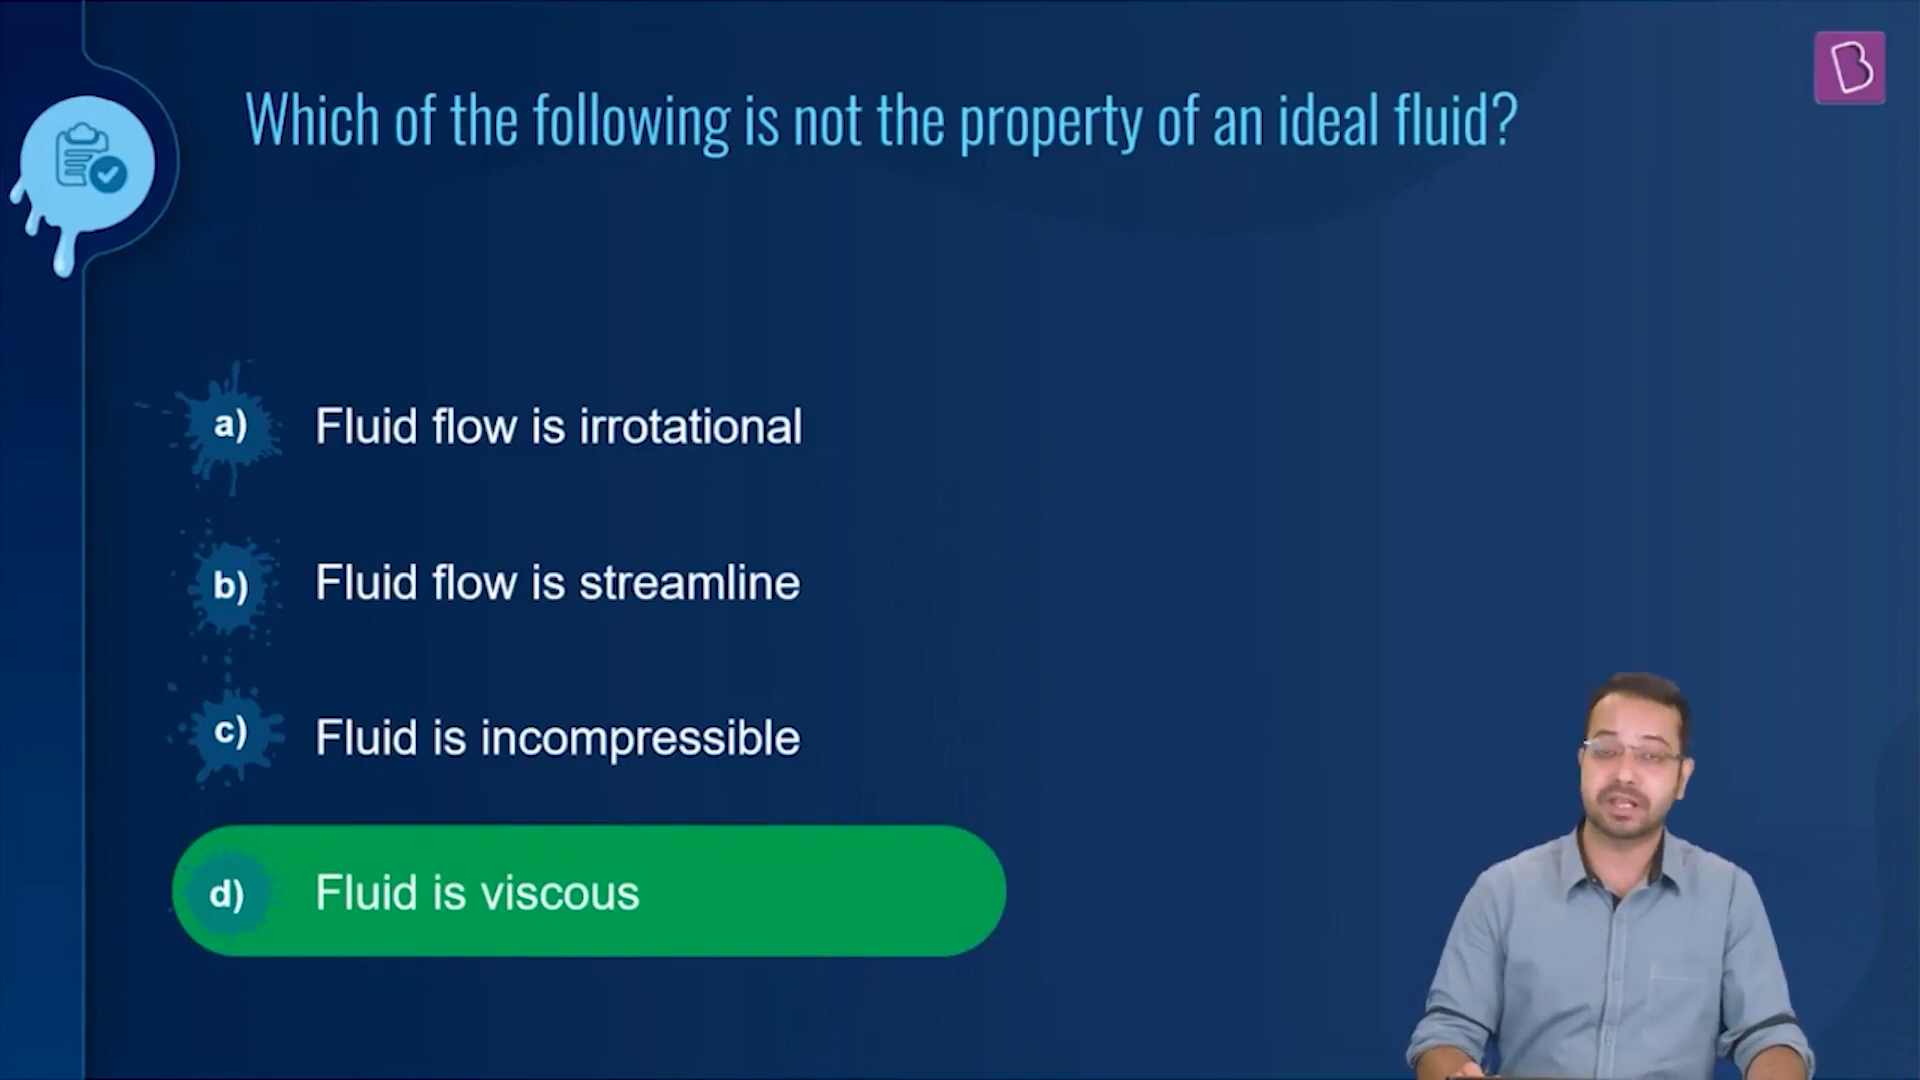 Which of the following is not the property of an ideal fluid?
B
a) Fluid flow is irrotational
b) Fluid flow is streamline
c) Fluid is incompressible
d) Fluid is viscous